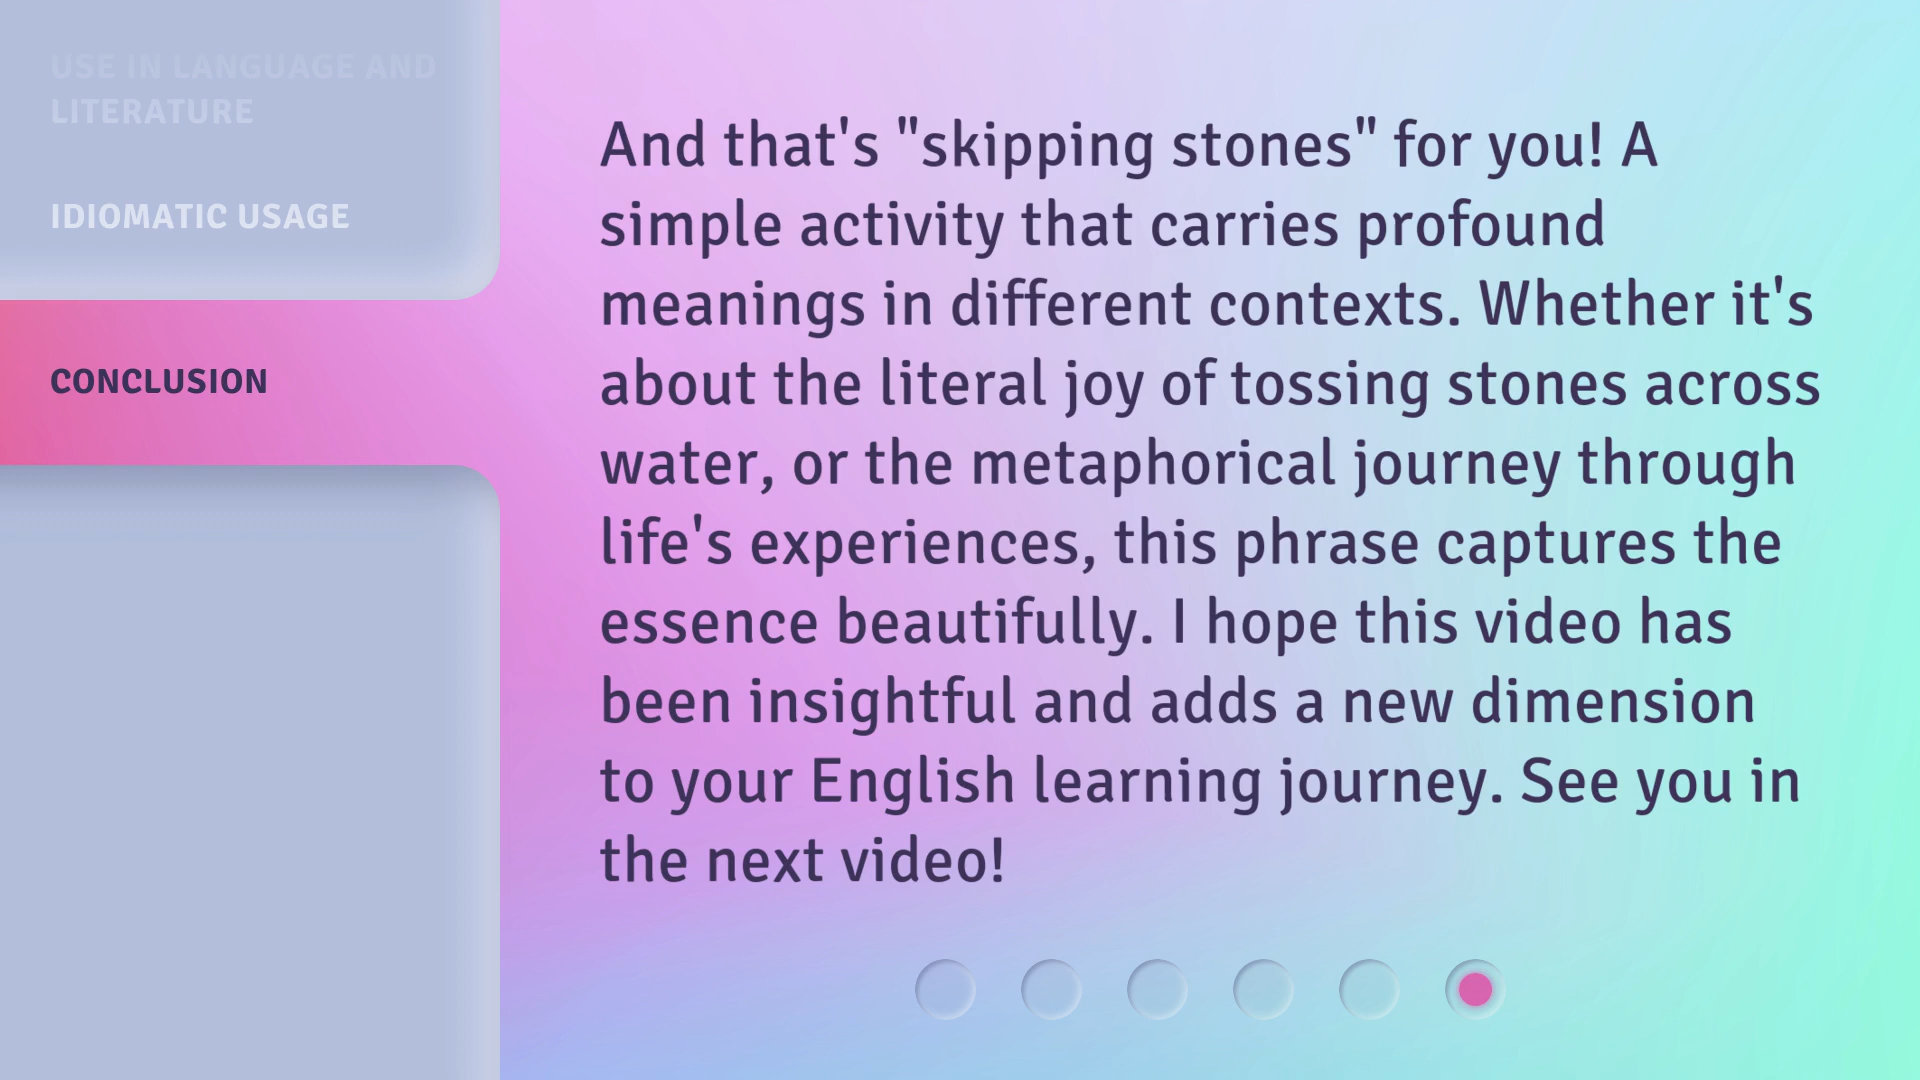 USE IN LANGUAGE AND
LITERATURE
IDIOMATIC USAGE
CONCLUSION
And that's "skipping stones" for you! A
simple activity that carries profound
meanings in different contexts. Whether it's
about the literal joy of tossing stones across
water, or the metaphorical journey through
life's experiences, this phrase captures the
essence beautifully. I hope this video has
been insightful and adds a new dimension
to your English learning journey. See you in
the next video!